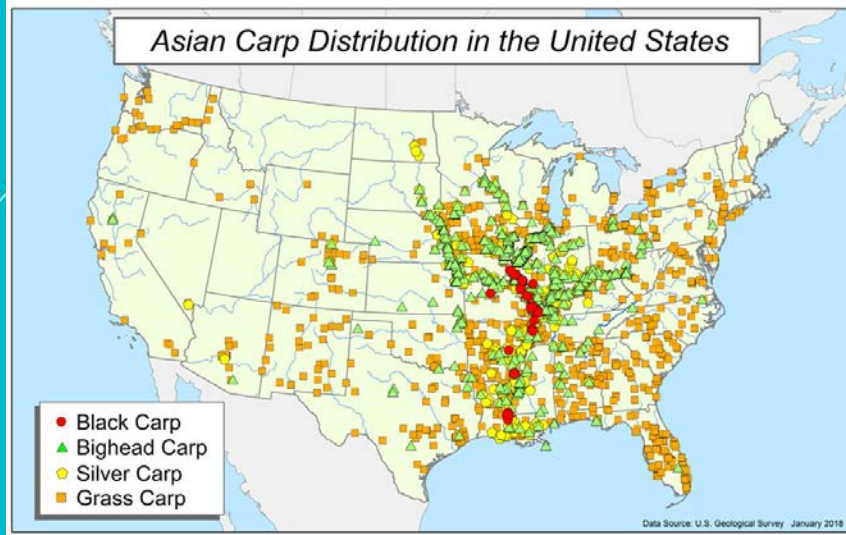 Asian Carp Distribution in the United States
Black Carp
Bighead Carp
Silver Carp
Grass Carp
Data Source: U.S. Geological Survey January 2018